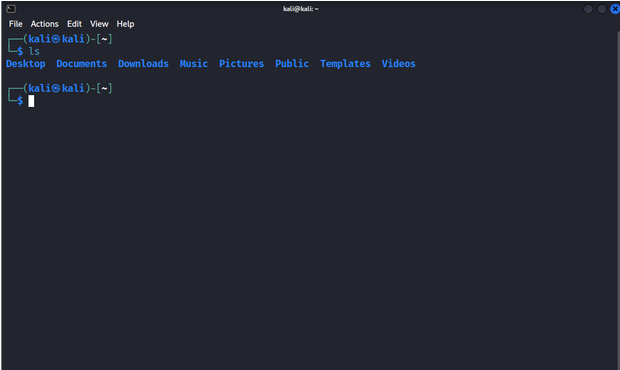 kali@kali: ~
File Actions Edit View Help
┌──(kali㉿kali)-[~]
└─$ ls
Desktop Documents Downloads Music Pictures Public Templates Videos
┌──(kali㉿kali)-[~]
└─$